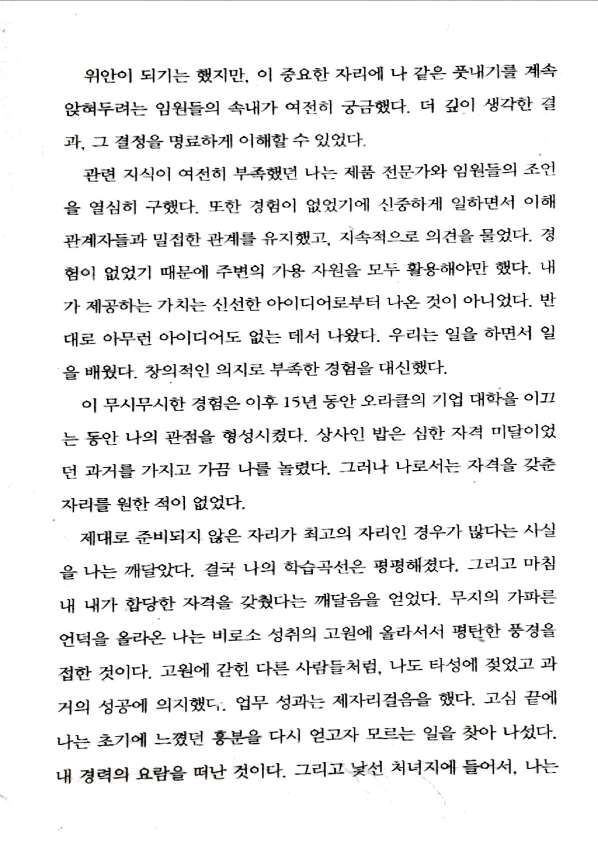 위안이 되기는 했지만, 이 중요한 자리에 나 같은 풋내기를 계속
앉혀두려는 임원들의 속내가 여전히 궁금했다. 더 깊이 생각한 결
과, 그 결정을 명료하게 이해할 수 있었다.
관련 지식이 여전히 부족했던 나는 제품 전문가와 임원들의 조언
을 열심히 구했다. 또한 경험이 없었기에 신중하게 일하면서 이해
관계자들과 밀접한 관계를 유지했고, 지속적으로 의견을 물었다. 경
험이 없었기 때문에 주변의 가용 자원을 모두 활용해야만 했다. 내
가 제공하는 가치는 신선한 아이디어로부터 나온 것이 아니었다. 반
대로 아무런 아이디어도 없는 데서 나왔다. 우리는 일을 하면서 일
을 배웠다. 창의적인 의지로 부족한 경험을 대신했다.
이 무시무시한 경험은 이후 15년 동안 오라클의 기업 대학을 이끄
는 동안 나의 관점을 형성시켰다. 상사인 밥은 심한 자격 미달이었
던 과거를 가지고 가끔 나를 놀렸다. 그러나 나로서는 자격을 갖춘
자리를 원한 적이 없었다.
제대로 준비되지 않은 자리가 최고의 자리인 경우가 많다는 사실
을 나는 깨달았다. 결국 나의 학습곡선은 평평해졌다. 그리고 마침
내 내가 합당한 자격을 갖췄다는 깨달음을 얻었다. 무지의 가파른
언덕을 올라온 나는 비로소 성취의 고원에 올라서서 평탄한 풍경을
접한 것이다. 고원에 갇힌 다른 사람들처럼, 나도 타성에 젖었고 과
거의 성공에 의지했다. 업무 성과는 제자리걸음을 했다. 고심 끝에
나는 초기에 느꼈던 흥분을 다시 얻고자 모르는 일을 찾아 나섰다.
내 경력의 요람을 떠난 것이다. 그리고 낯선 처녀지에 들어서, 나는